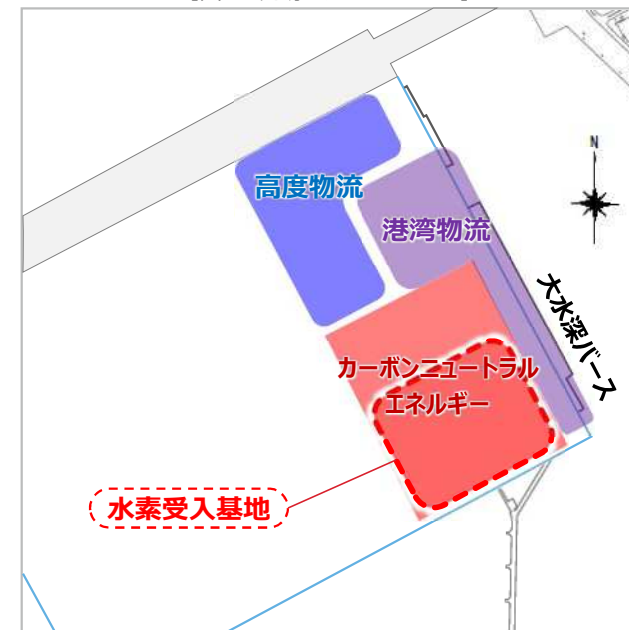 N
高度物流
港湾物流
大水深バース
カーボンニュートラル
エネルギー
水素受入基地